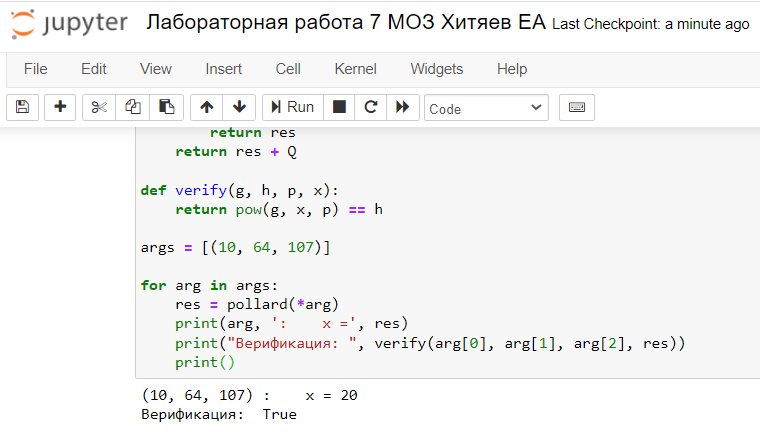 jupyter Лабораторная работа 7 МОЗ Хитяев ЕА Last Checkpoint: a minute ago
File Edit View Insert Cell Kernel Widgets Help
Run Code
return res
return res + Q
def verify(g, h, p, x):
return pow(g, x, p) == h
args = [(10, 64, 107)]
for arg in args:
res = pollard(*arg)
print(arg, ':    x =', res)
print("Верификация: ", verify(arg[0], arg[1], arg[2], res))
print()
(10, 64, 107) :    x = 20
Верификация:  True